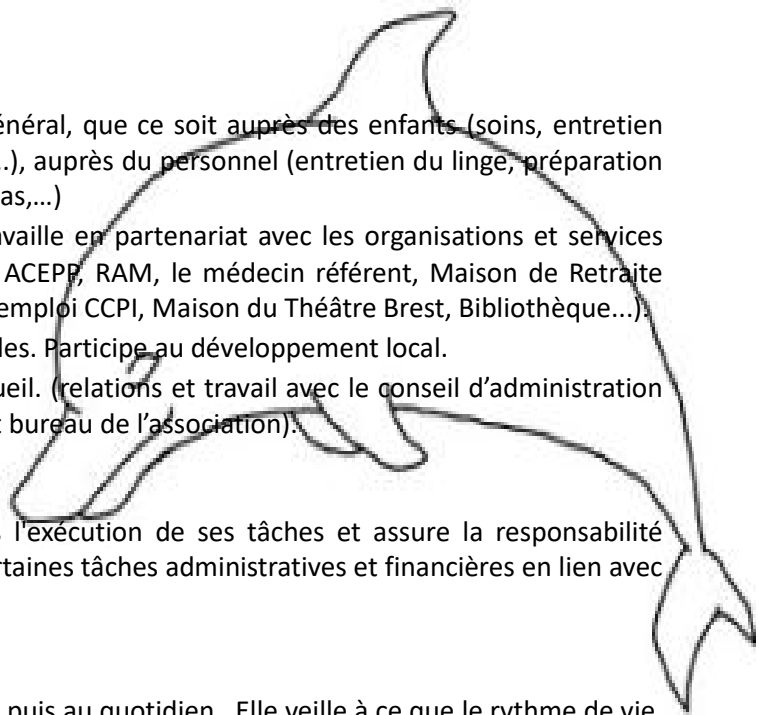 énéral, que ce soit auprès des enfants (soins, entretien
..), auprès du personnel (entretien du linge, préparation
as,...)
availle en partenariat avec les organisations et services
ACEPP, RAM, le médecin référent, Maison de Retraite
emploi CCPI, Maison du Théâtre Brest, Bibliothèque...).
les. Participe au développement local.
ueil. (relations et travail avec le conseil d'administration
t bureau de l'association).
s l'exécution de ses tâches et assure la responsabilité
rtaines tâches administratives et financières en lien avec
puis au quotidien. Elle veille à ce que le rythme de vie